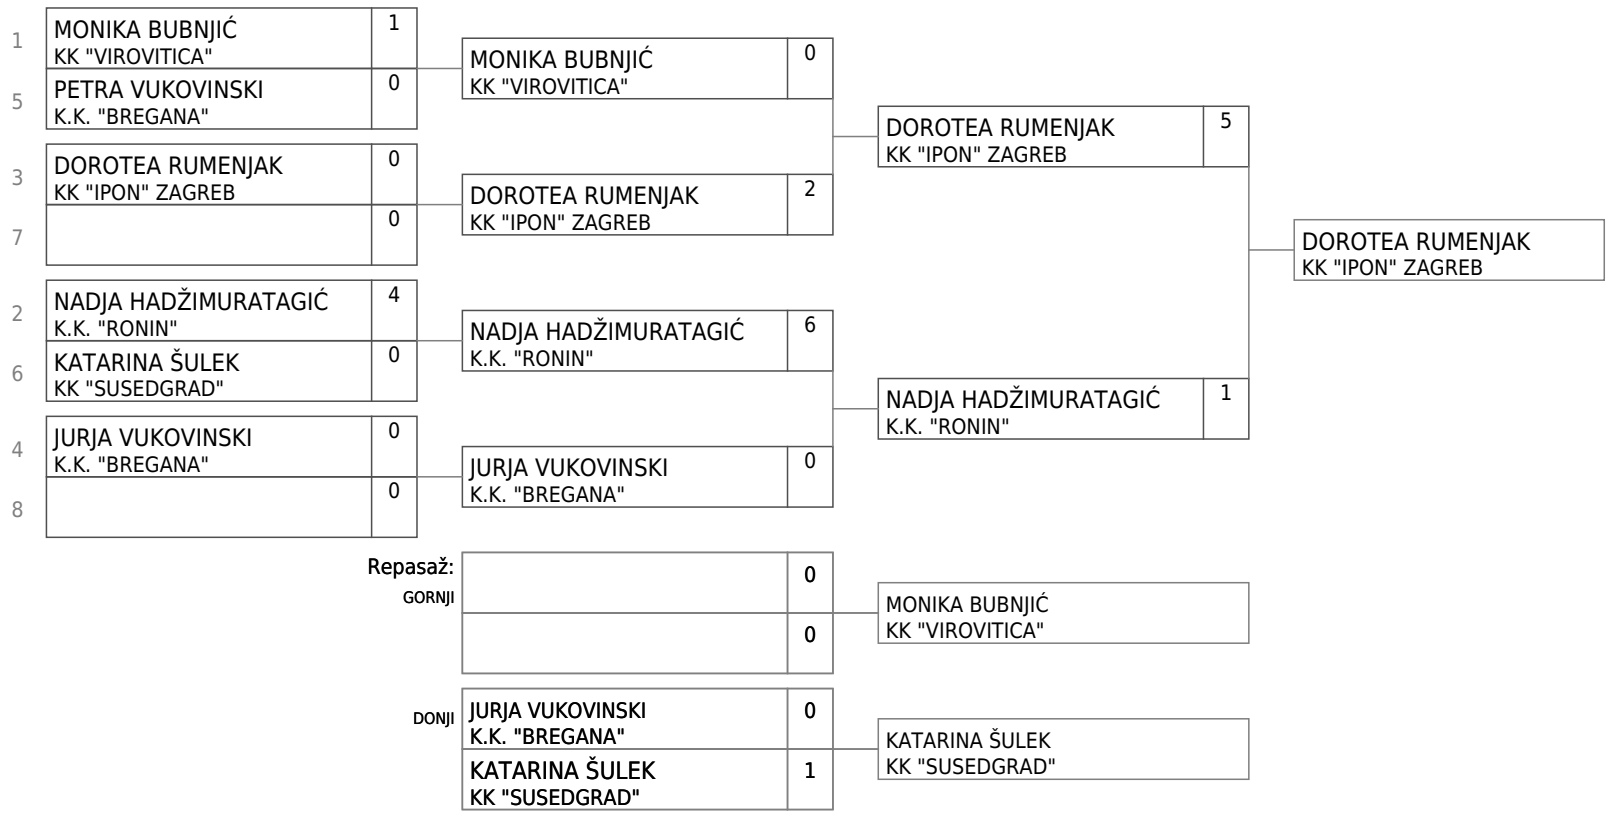 1
MONIKA BUBNJIĆ
1
KK "VIROVITICA"
5
PETRA VUKOVINSKI
0
K.K. "BREGANA"
3
DOROTEA RUMENJAK
0
KK "IPON" ZAGREB
7
0
2
NADJA HADŽIMURATAGIĆ
4
K.K. "RONIN"
6
KATARINA ŠULEK
0
KK "SUSEDGRAD"
4
JURJA VUKOVINSKI
0
K.K. "BREGANA"
8
0
MONIKA BUBNJIĆ
0
KK "VIROVITICA"
DOROTEA RUMENJAK
2
KK "IPON" ZAGREB
NADJA HADŽIMURATAGIĆ
6
K.K. "RONIN"
JURJA VUKOVINSKI
0
K.K. "BREGANA"
DOROTEA RUMENJAK
5
KK "IPON" ZAGREB
NADJA HADŽIMURATAGIĆ
1
K.K. "RONIN"
DOROTEA RUMENJAK
KK "IPON" ZAGREB
Repasaž:
GORNJI
0
0
MONIKA BUBNJIĆ
KK "VIROVITICA"
DONJI
JURJA VUKOVINSKI
0
K.K. "BREGANA"
KATARINA ŠULEK
1
KK "SUSEDGRAD"
KATARINA ŠULEK
KK "SUSEDGRAD"